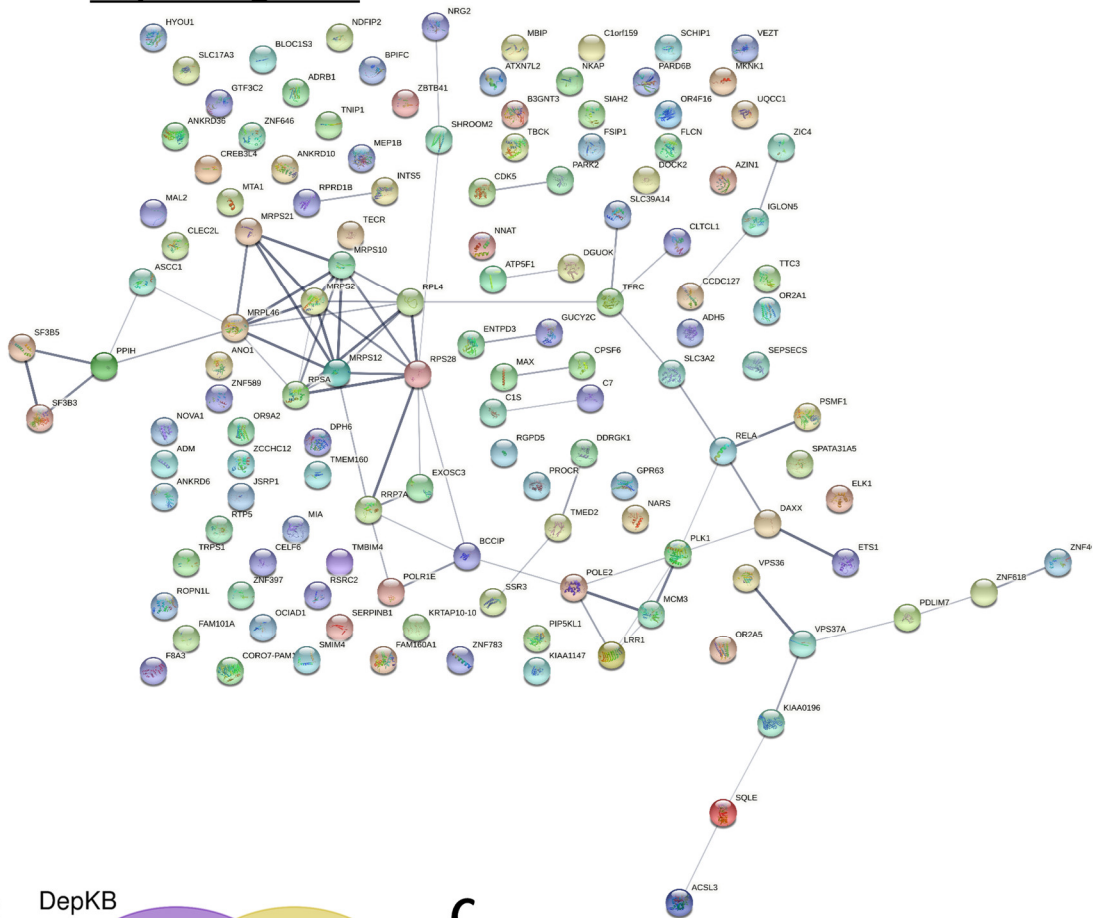 HYOU1
NDFIP2
NRG2
SLC17A3
BLOC1S3
BPIFC
MBIP
C1orf159
SCHIP1
VEZT
GTF3C2
ADRB1
ZBTB41
ATXN7L2
NKAP
PARD6B
MKNK1
ANKRD36
ZNF646
TNIP1
SHROOM2
B3GNT3
SIAH2
OR4F16
UQCC1
CREB3L4
ANKRD10
MEP1B
TBCK
FSIP1
FLCN
ZIC4
MAL2
MTA1
RPRD1B
INTS5
CDK5
PARK2
DOCK2
AZIN1
CLEC2L
MRPS21
TECR
SLC39A14
IGLON5
ASCC1
MRPS10
NNAT
CLTCL1
MRPS2
RPL4
ATP5F1
DGUOK
TFRC
CCDC127
TTC3
OR2A1
MRPL46
ENTPD3
GUCY2C
ADH5
SF3B5
PPIH
ANO1
RPSA
MRPS12
RPS28
MAX
CPSF6
SLC3A2
SEPSECS
SF3B3
ZNF589
C1S
C7
NOVA1
OR9A2
DPH6
RGPD5
DDRGK1
RELA
PSMF1
ADM
ZCCHC12
TMEM160
SPATA31A5
ANKRD6
JSRP1
EXOSC3
PROCR
GPR63
ELK1
RTP5
MIA
RRP7A
TMED2
NARS
DAXX
TRPS1
CELF6
TMBIM4
BCCIP
PLK1
ETS1
ZNF4
ROPN1L
ZNF397
RSRC2
POLR1E
SSR3
POLE2
MCM3
VPS36
ZNF618
FAM101A
OCIAD1
SERPINB1
KRTAP10-10
PIP5KL1
LRR1
OR2A5
VPS37A
PDLIM7
F8A3
CORO7-PAM
SMIM4
FAM160A1
ZNF783
KIAA1147
KIAA0196
SQLE
ACSL3
DepKB
C